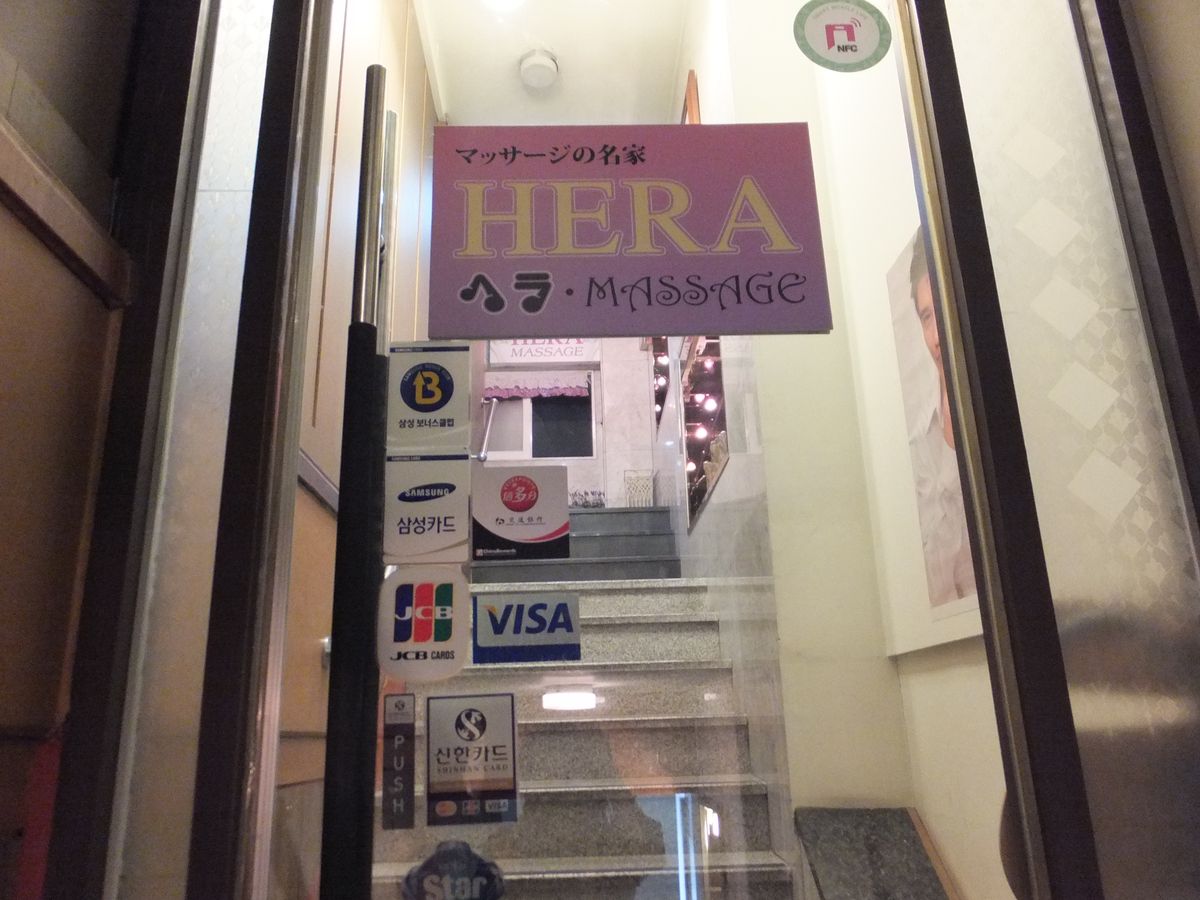 NFC
マッサージの名家
HERA
ヘラ・MASSAGE
HERA
MASSAGE
B
삼성 보너스클럽
SAMSUNG
삼성카드
JCB
JCB CARDS
VISA
PUSH
신한카드
SHINHAN CARD
VISA
Star